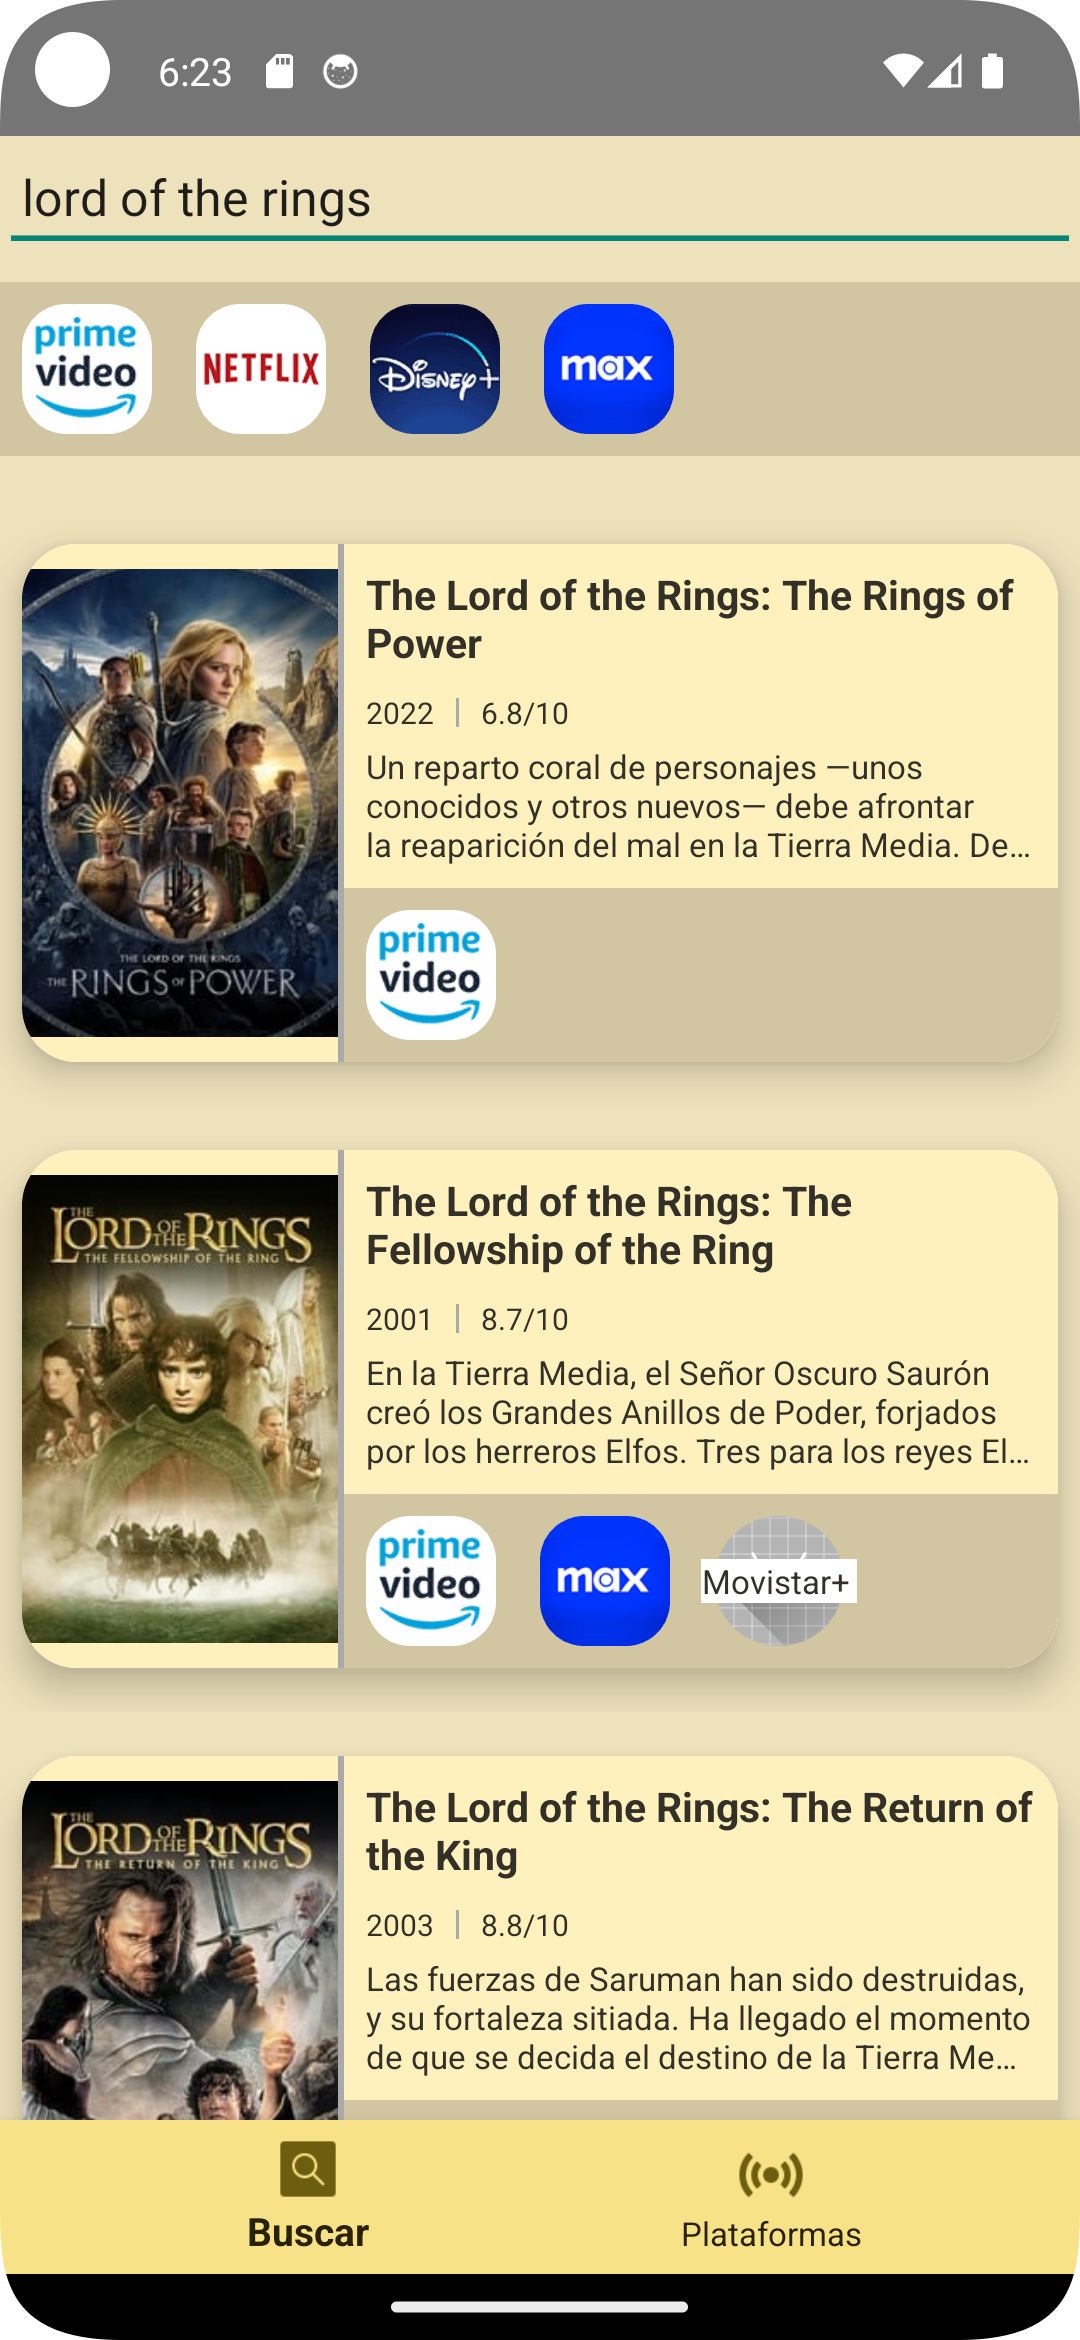 6:23
lord of the rings
prime video
NETFLIX
Disney+
max
The Lord of the Rings: The Rings of
Power
2022 | 6.8/10
Un reparto coral de personajes —unos
conocidos y otros nuevos— debe afrontar
la reaparición del mal en la Tierra Media. De...
THE LORD OF THE RINGS
THE RINGS OF POWER
prime video
THE LORD OF THE RINGS
THE FELLOWSHIP OF THE RING
The Lord of the Rings: The
Fellowship of the Ring
2001 | 8.7/10
En la Tierra Media, el Señor Oscuro Saurón
creó los Grandes Anillos de Poder, forjados
por los herreros Elfos. Tres para los reyes El...
prime video
max
Movistar+
THE LORD OF THE RINGS
THE RETURN OF THE KING
The Lord of the Rings: The Return of
the King
2003 | 8.8/10
Las fuerzas de Saruman han sido destruidas,
y su fortaleza sitiada. Ha llegado el momento
de que se decida el destino de la Tierra Me...
Buscar
Plataformas